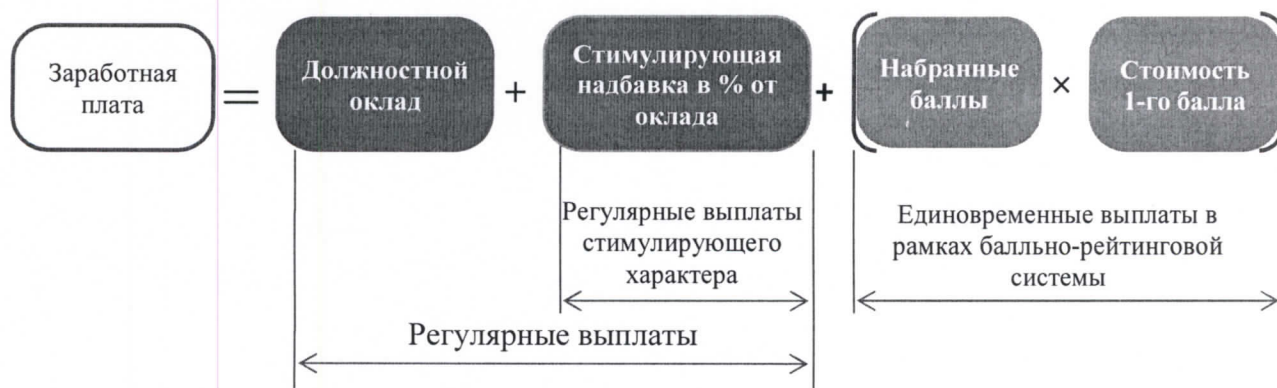 Заработная
плата
=
Должностной
оклад
+
Стимулирующая
надбавка в % от
оклада
+
Набранные
баллы
×
Стоимость
1-го балла
Регулярные выплаты
стимулирующего
характера
Единовременные выплаты в
рамках балльно-рейтинговой
системы
Регулярные выплаты